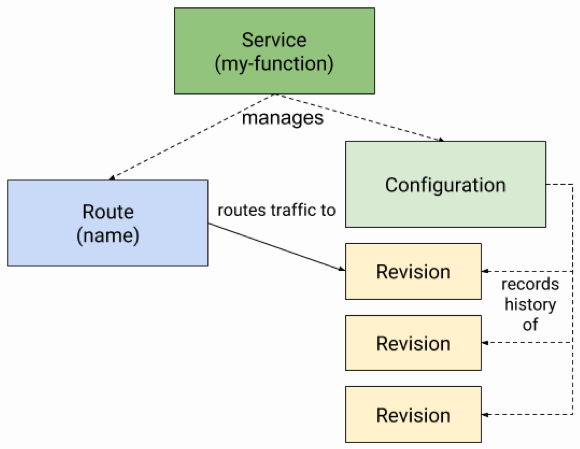 Service
(my-function)
manages
Configuration
Route
(name)
routes traffic to
Revision
records
history
of
Revision
Revision